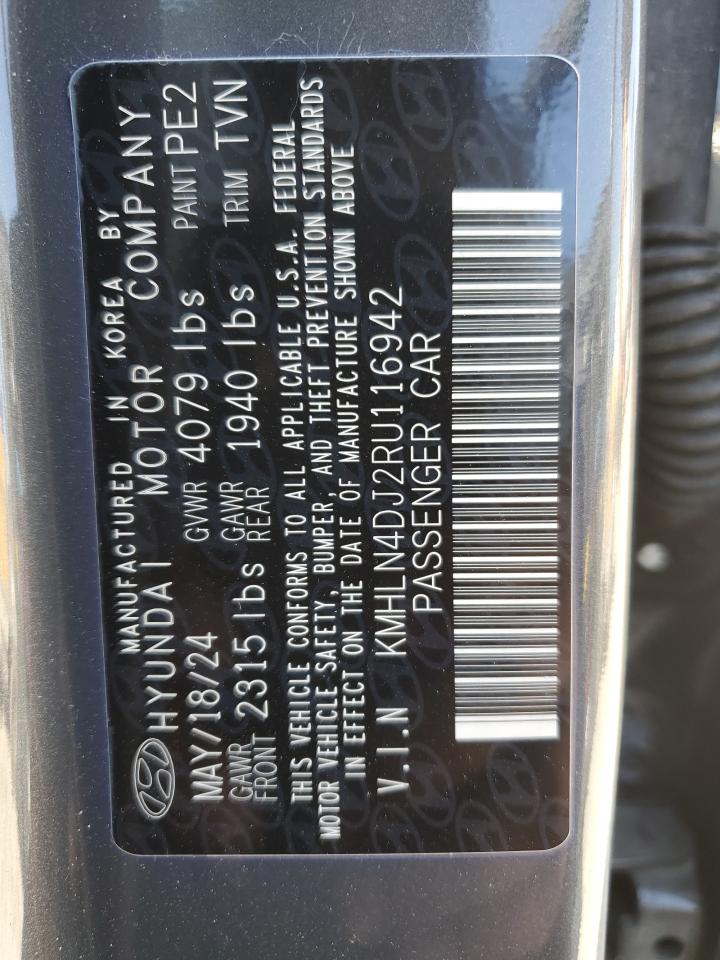 MANUFACTURED IN KOREA BY
HYUNDAI MOTOR COMPANY
MAY/18/24 GVWR 4079 lbs PAINT PE2
GAWR FRONT 2315 lbs GAWR REAR 1940 lbs TRIM TVN
THIS VEHICLE CONFORMS TO ALL APPLICABLE U.S.A. FEDERAL
MOTOR VEHICLE SAFETY, BUMPER, AND THEFT PREVENTION STANDARDS
IN EFFECT ON THE DATE OF MANUFACTURE SHOWN ABOVE
V.I.N KMHLN4DJ2RU116942
PASSENGER CAR